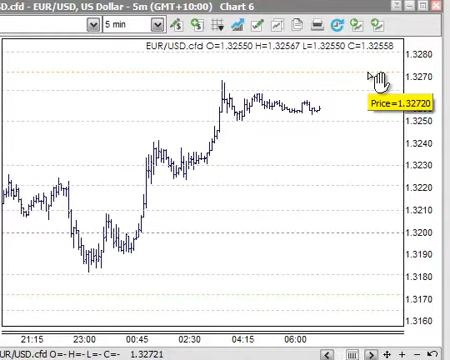 D.cfd - EUR/USD, US Dollar - 5m (GMT+10:00)  Chart 6
5 min
EUR/USD.cfd O=1.32550 H=1.32567 L=1.32550 C=1.32558
1.3280
1.3270
1.3260
Price=1.32720
1.3250
1.3240
1.3230
1.3220
1.3210
1.3200
1.3190
1.3180
1.3170
1.3160
21:15 23:00 00:45 02:30 04:15 06:00
EUR/USD.cfd O=- H=- L=- C=- 1.32721